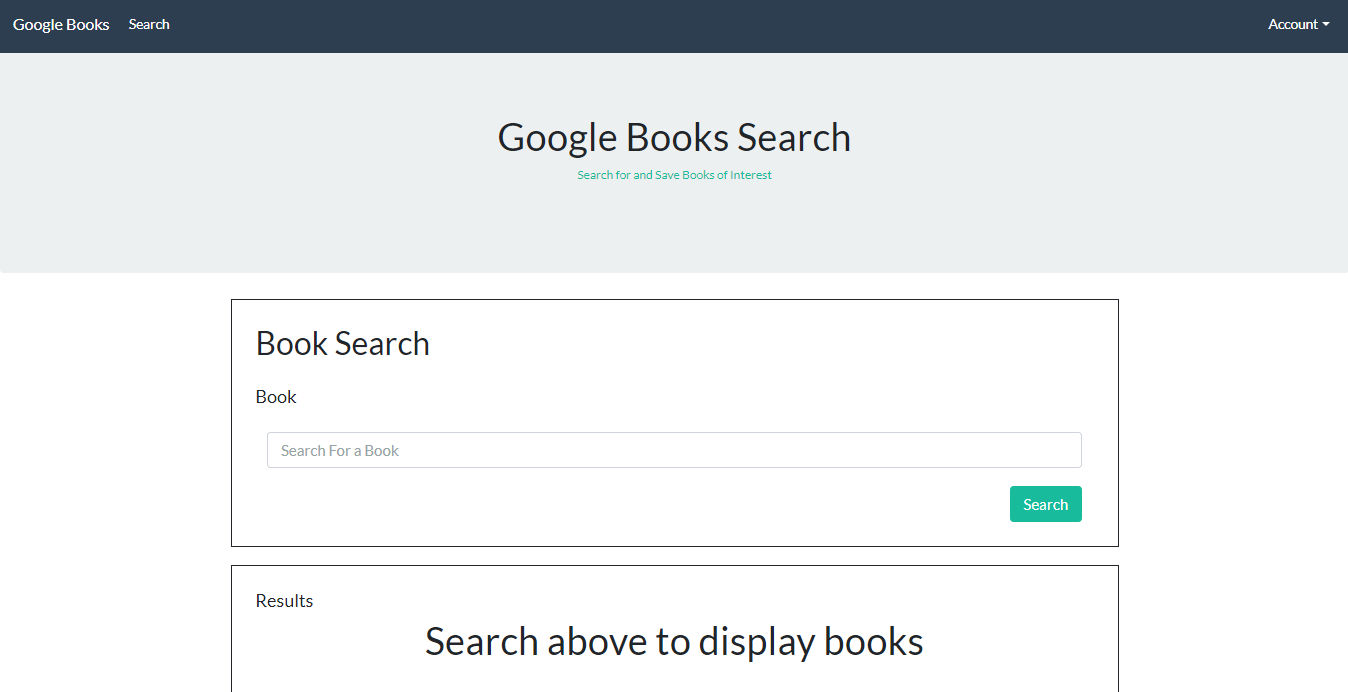 Google Books Search Account
Google Books Search
Search for and Save Books of Interest
Book Search
Book
Search For a Book
Search
Results
Search above to display books